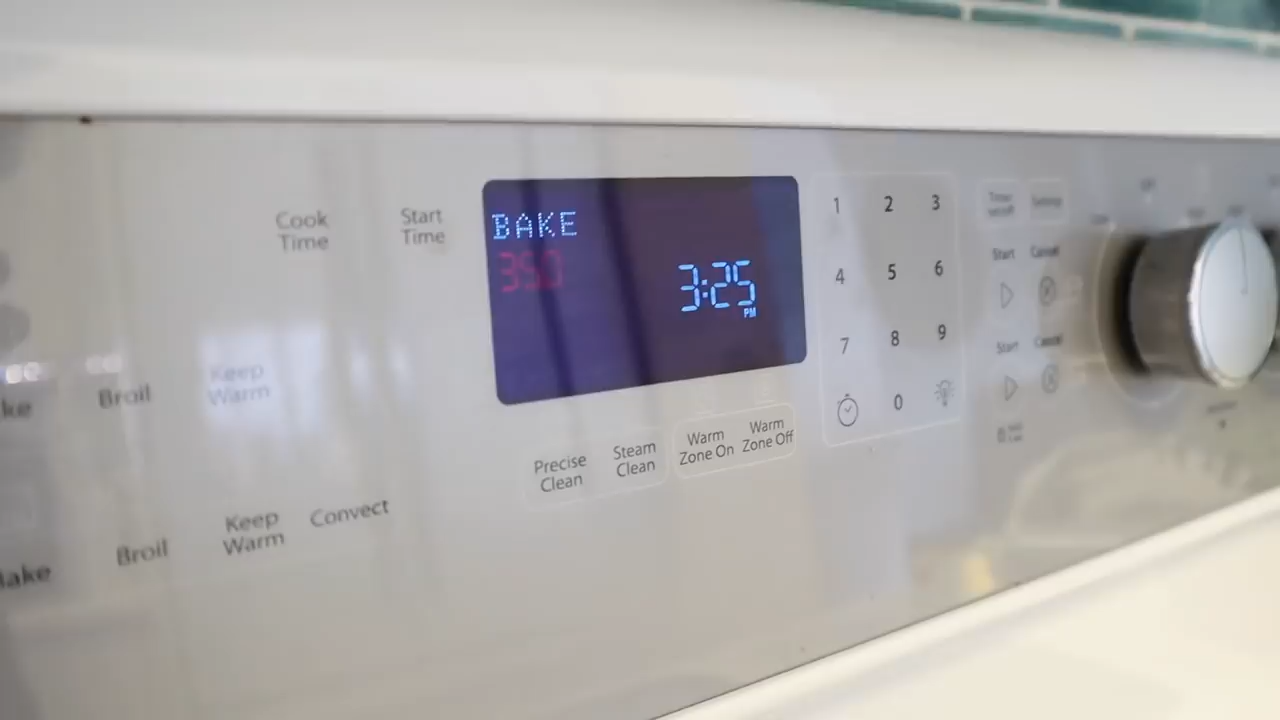 Cook
Time
Start
Time
BAKE
350
3:25
PM
1 2 3
4 5 6
7 8 9
0
Start Cancel
Start Cancel
Broil
Keep
Warm
Precise
Clean
Steam
Clean
Warm
Zone On
Warm
Zone Off
Broil
Keep
Warm
Convect